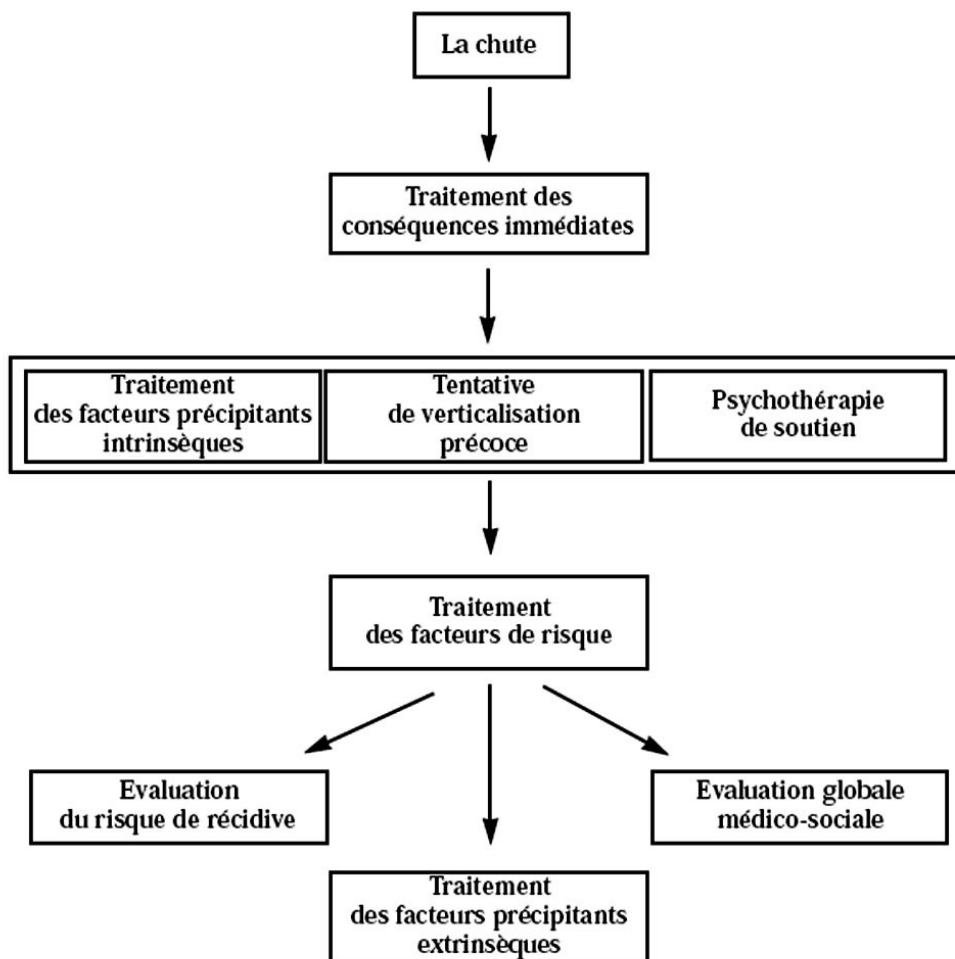 La chute
Traitement des
conséquences immédiates
Traitement
des facteurs précipitants
intrinsèques
Tentative
de verticalisation
précoce
Psychothérapie
de soutien
Traitement
des facteurs de risque
Evaluation
du risque de récidive
Evaluation globale
médico-sociale
Traitement
des facteurs précipitants
extrinsèques